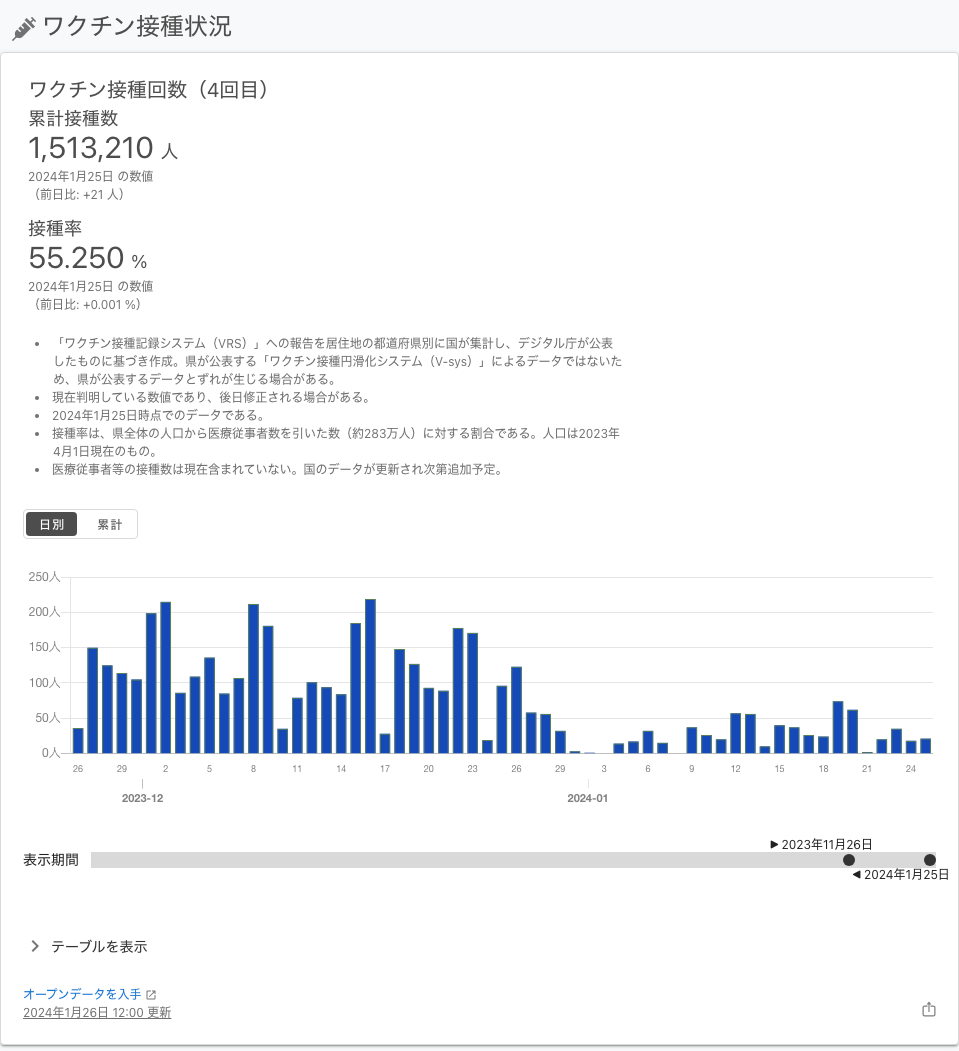 ワクチン接種状況
ワクチン接種回数（4回目）
累計接種数
1,513,210 人
2024年1月25日 の数値
（前日比: +21 人）
接種率
55.250 %
2024年1月25日 の数値
（前日比: +0.001 %）
• 「ワクチン接種記録システム（VRS）」への報告を居住地の都道府県別に国が集計し、デジタル庁が公表
したものに基づき作成。県が公表する「ワクチン接種円滑化システム（V-sys）」によるデータではないた
め、県が公表するデータとずれが生じる場合がある。
• 現在判明している数値であり、後日修正される場合がある。
• 2024年1月25日時点でのデータである。
• 接種率は、県全体の人口から医療従事者数を引いた数（約283万人）に対する割合である。人口は2023年
4月1日現在のもの。
• 医療従事者等の接種数は現在含まれていない。国のデータが更新され次第追加予定。
日別 累計
250人
200人
150人
100人
50人
0人
26 29 2 5 8 11 14 17 20 23 26 29 3 6 9 12 15 18 21 24
2023-12 2024-01
2023年11月26日
表示期間
2024年1月25日
テーブルを表示
オープンデータを入手
2024年1月26日 12:00 更新